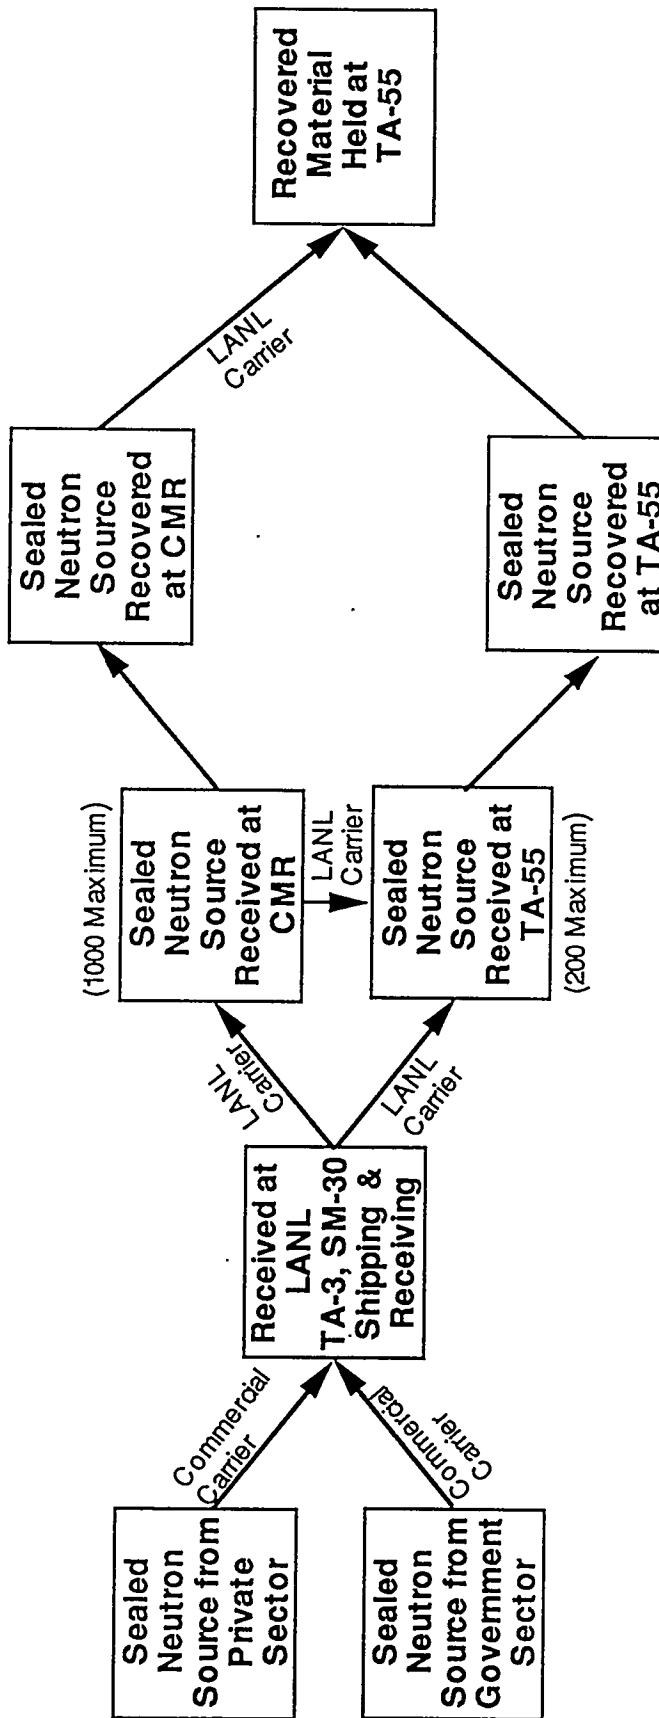 Sealed
Neutron
Source from
Private
Sector
Sealed
Neutron
Source from
Government
Sector
Commercial
Carrier
Commercial
Carrier
Received at
LANL
TA-3, SM-30
Shipping &
Receiving
LANL
Carrier
LANL
Carrier
(1000 Maximum)
Sealed
Neutron
Source
Received at
CMR
LANL
Carrier
Sealed
Neutron
Source
Received at
TA-55
(200 Maximum)
Sealed
Neutron
Source
Recovered
at CMR
Sealed
Neutron
Source
Recovered
at TA-55
LANL
Carrier
Recovered
Material
Held at
TA-55